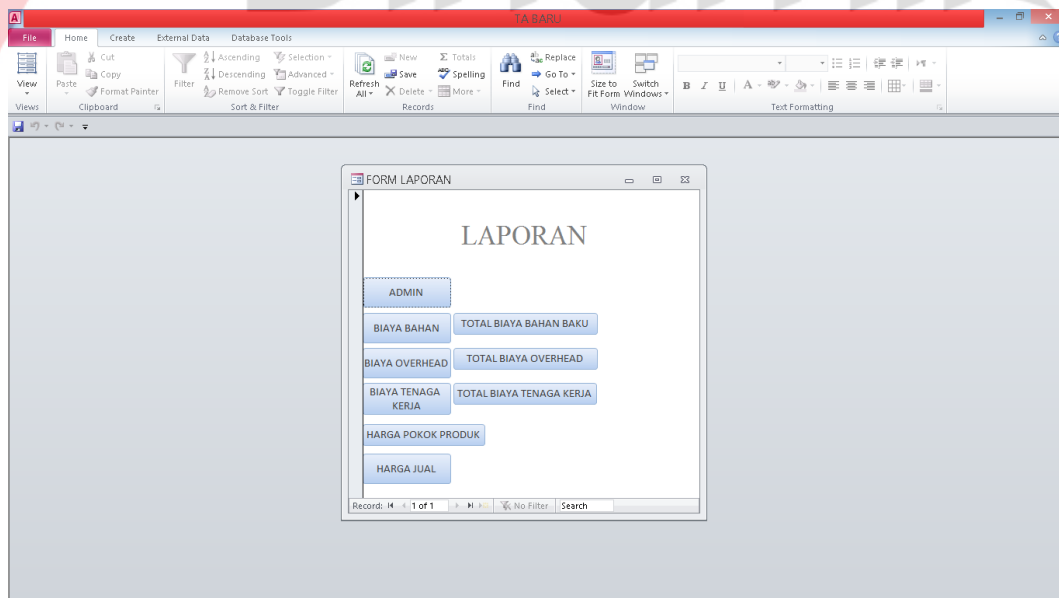 A
TA BARU
File Home Create External Data Database Tools
View
Views
Paste
Cut
Copy
Format Painter
Clipboard
Filter
Ascending
Descending
Remove Sort
Selection
Advanced
Toggle Filter
Sort & Filter
Refresh
All
New
Save
Delete
Totals
Spelling
More
Records
Find
Replace
Go To
Select
Find
Size to
Fit Form
Switch
Windows
Window
B I U A
Text Formatting
FORM LAPORAN
LAPORAN
ADMIN
BIAYA BAHAN
TOTAL BIAYA BAHAN BAKU
BIAYA OVERHEAD
TOTAL BIAYA OVERHEAD
BIAYA TENAGA
KERJA
TOTAL BIAYA TENAGA KERJA
HARGA POKOK PRODUK
HARGA JUAL
Record: 1 of 1 No Filter Search